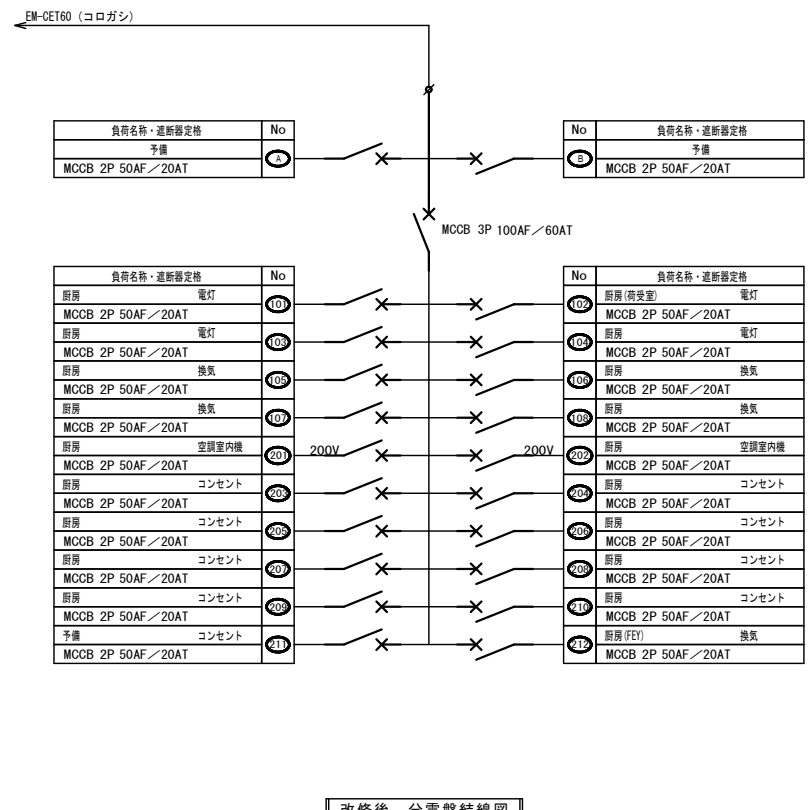 EM-CET60（コロガシ）
負荷名称・遮断器定格 No
予備
MCCB 2P 50AF／20AT
A
No 負荷名称・遮断器定格
B
予備
MCCB 2P 50AF／20AT
MCCB 3P 100AF／60AT
負荷名称・遮断器定格 No
厨房 電灯
MCCB 2P 50AF／20AT
101
厨房 電灯
MCCB 2P 50AF／20AT
103
厨房 換気
MCCB 2P 50AF／20AT
105
厨房 換気
MCCB 2P 50AF／20AT
107
厨房 空調室内機
MCCB 2P 50AF／20AT
201
200V
厨房 コンセント
MCCB 2P 50AF／20AT
203
厨房 コンセント
MCCB 2P 50AF／20AT
205
厨房 コンセント
MCCB 2P 50AF／20AT
207
厨房 コンセント
MCCB 2P 50AF／20AT
209
予備 コンセント
MCCB 2P 50AF／20AT
211
No 負荷名称・遮断器定格
102
厨房(荷受室) 電灯
MCCB 2P 50AF／20AT
104
厨房 電灯
MCCB 2P 50AF／20AT
106
厨房 換気
MCCB 2P 50AF／20AT
108
厨房 換気
MCCB 2P 50AF／20AT
200V
202
厨房 空調室内機
MCCB 2P 50AF／20AT
204
厨房 コンセント
MCCB 2P 50AF／20AT
206
厨房 コンセント
MCCB 2P 50AF／20AT
208
厨房 コンセント
MCCB 2P 50AF／20AT
210
厨房 コンセント
MCCB 2P 50AF／20AT
212
厨房(FEY) 換気
MCCB 2P 50AF／20AT
改修後 分電盤結線図